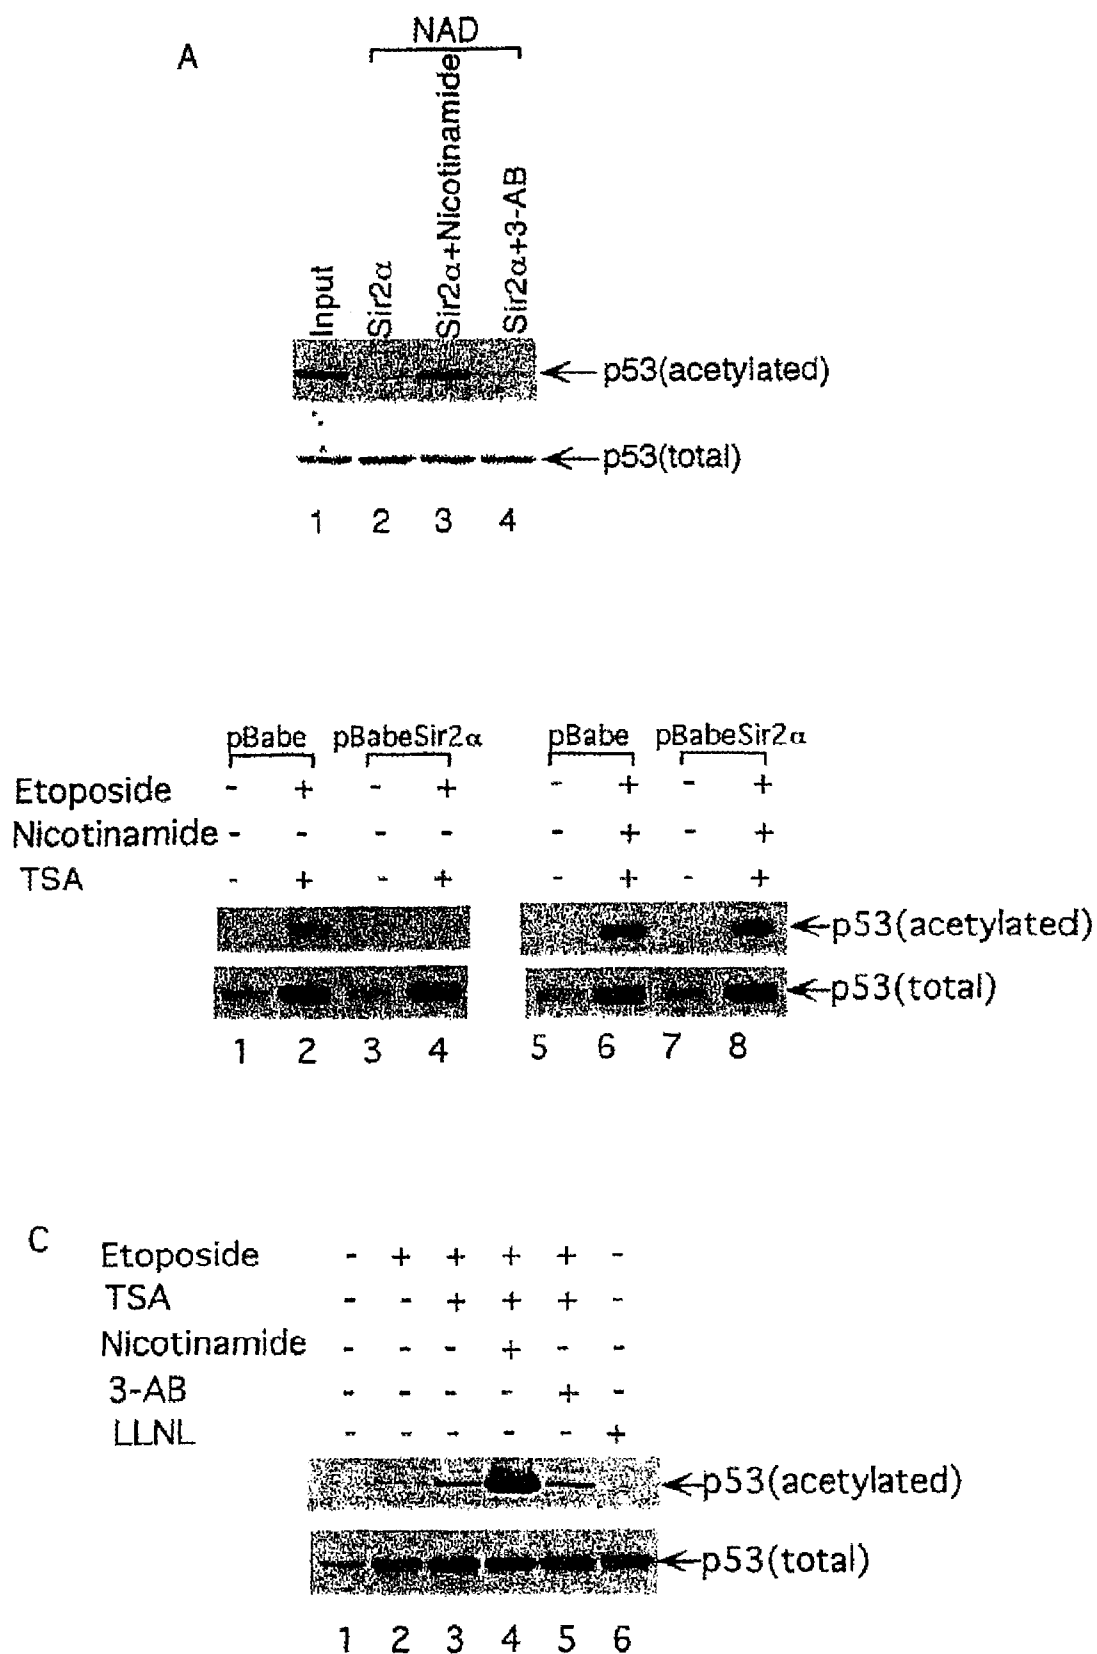 A
NAD
Input
Sir2α
Sir2α+Nicotinamide
Sir2α+3-AB
p53(acetylated)
p53(total)
1 2 3 4
pBabe pBabeSir2α pBabe pBabeSir2α
Etoposide - + - + - + - +
Nicotinamide - - - - - + - +
TSA - + - + - + - +
p53(acetylated)
p53(total)
1 2 3 4 5 6 7 8
C
Etoposide - + + + + -
TSA - - + + + -
Nicotinamide - - - + - -
3-AB - - - - + -
LLNL - - - - - +
p53(acetylated)
p53(total)
1 2 3 4 5 6